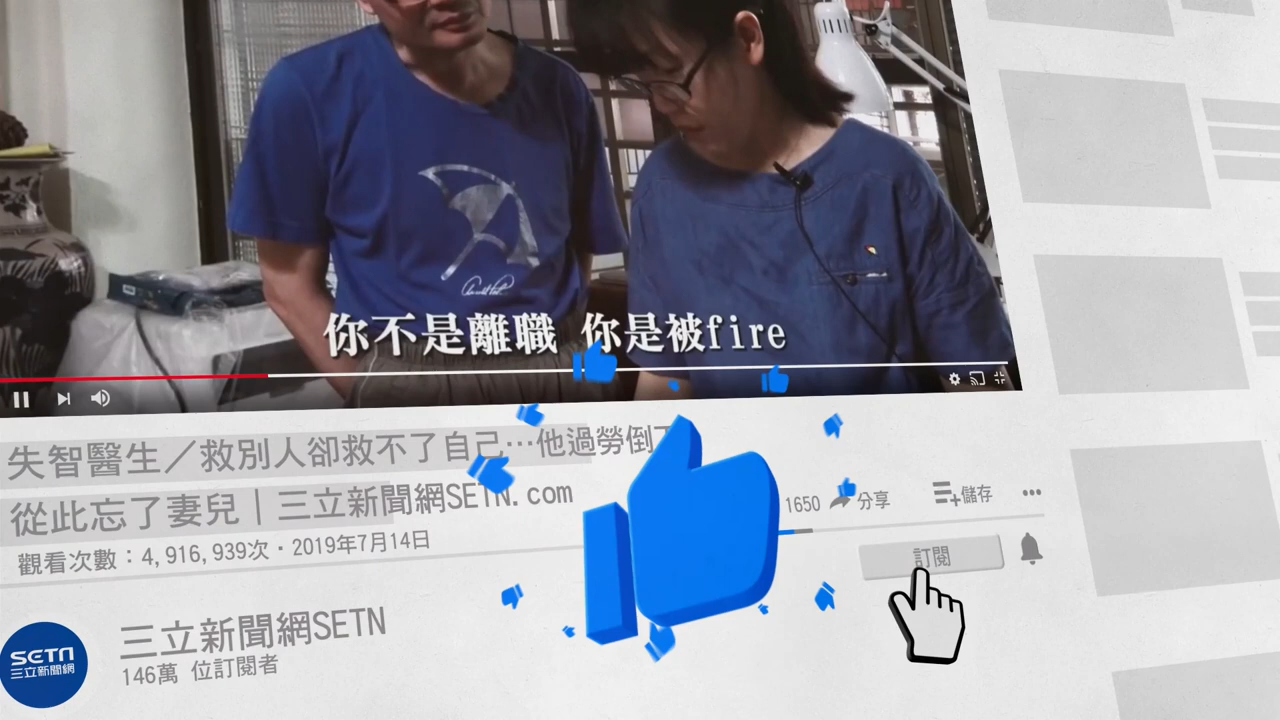 你不是離職 你是被fire
失智醫生／救別人卻救不了自己…他過勞倒
從此忘了妻兒｜三立新聞網SETN.com
1650
分享
儲存
觀看次數：4,916,939次・2019年7月14日
訂閱
三立新聞網SETN
146萬 位訂閱者
SETN
三立新聞網